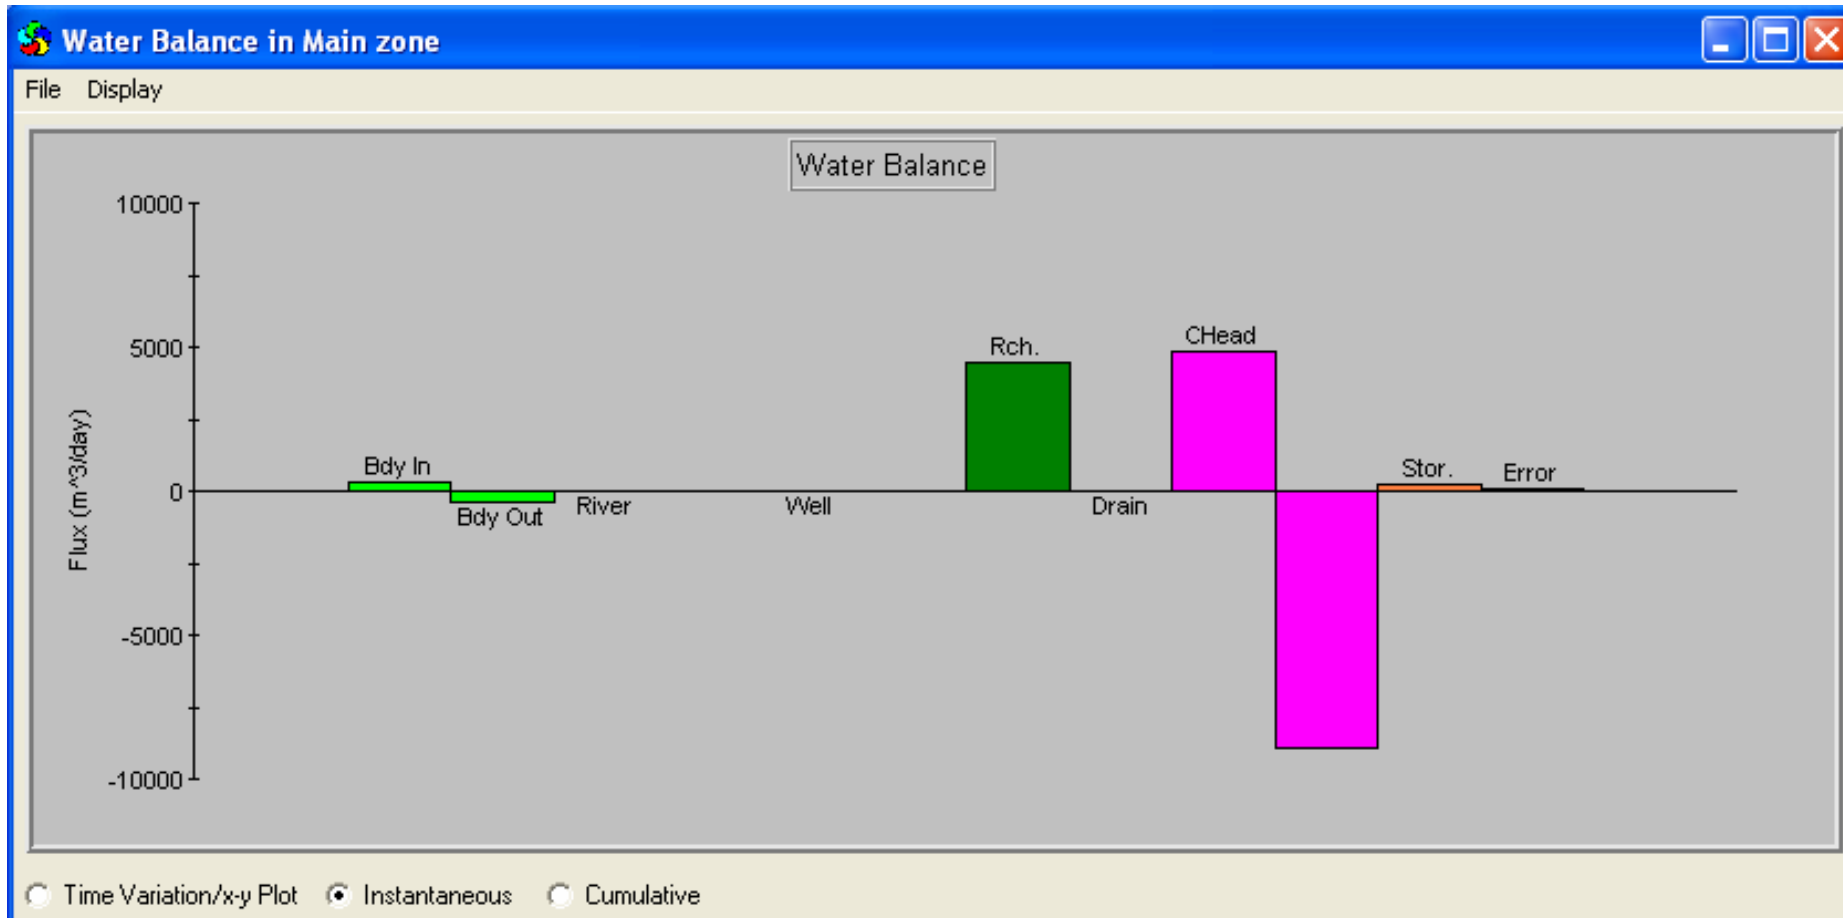 Water Balance in Main zone
File Display
Water Balance
10000
5000
0
-5000
-10000
Flux (m^3/day)
Bdy In
Bdy Out
River
Well
Rch.
Drain
CHead
Stor.
Error
Time Variation/x-y Plot Instantaneous Cumulative